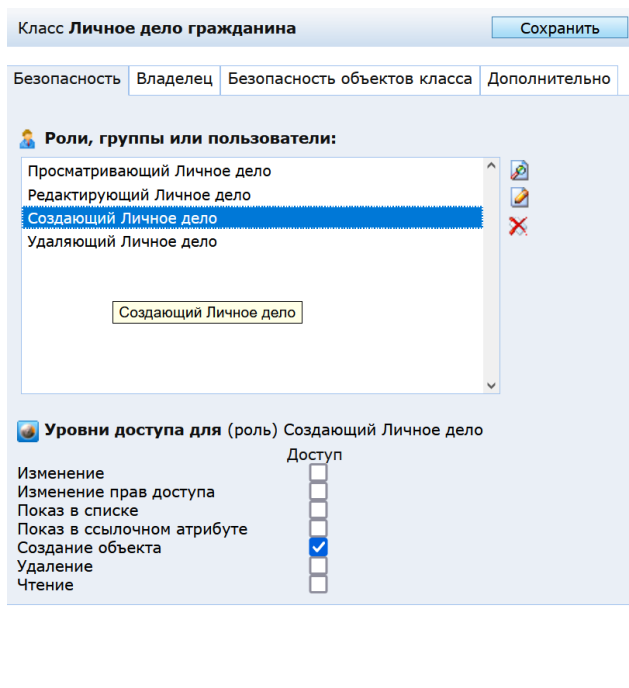 Класс Личное дело гражданина
Сохранить
Безопасность Владелец Безопасность объектов класса Дополнительно
Роли, группы или пользователи:
Просматривающий Личное дело
Редактирующий Личное дело
Создающий Личное дело
Удаляющий Личное дело
Создающий Личное дело
Уровни доступа для (роль) Создающий Личное дело
Доступ
Изменение
Изменение прав доступа
Показ в списке
Показ в ссылочном атрибуте
Создание объекта
Удаление
Чтение